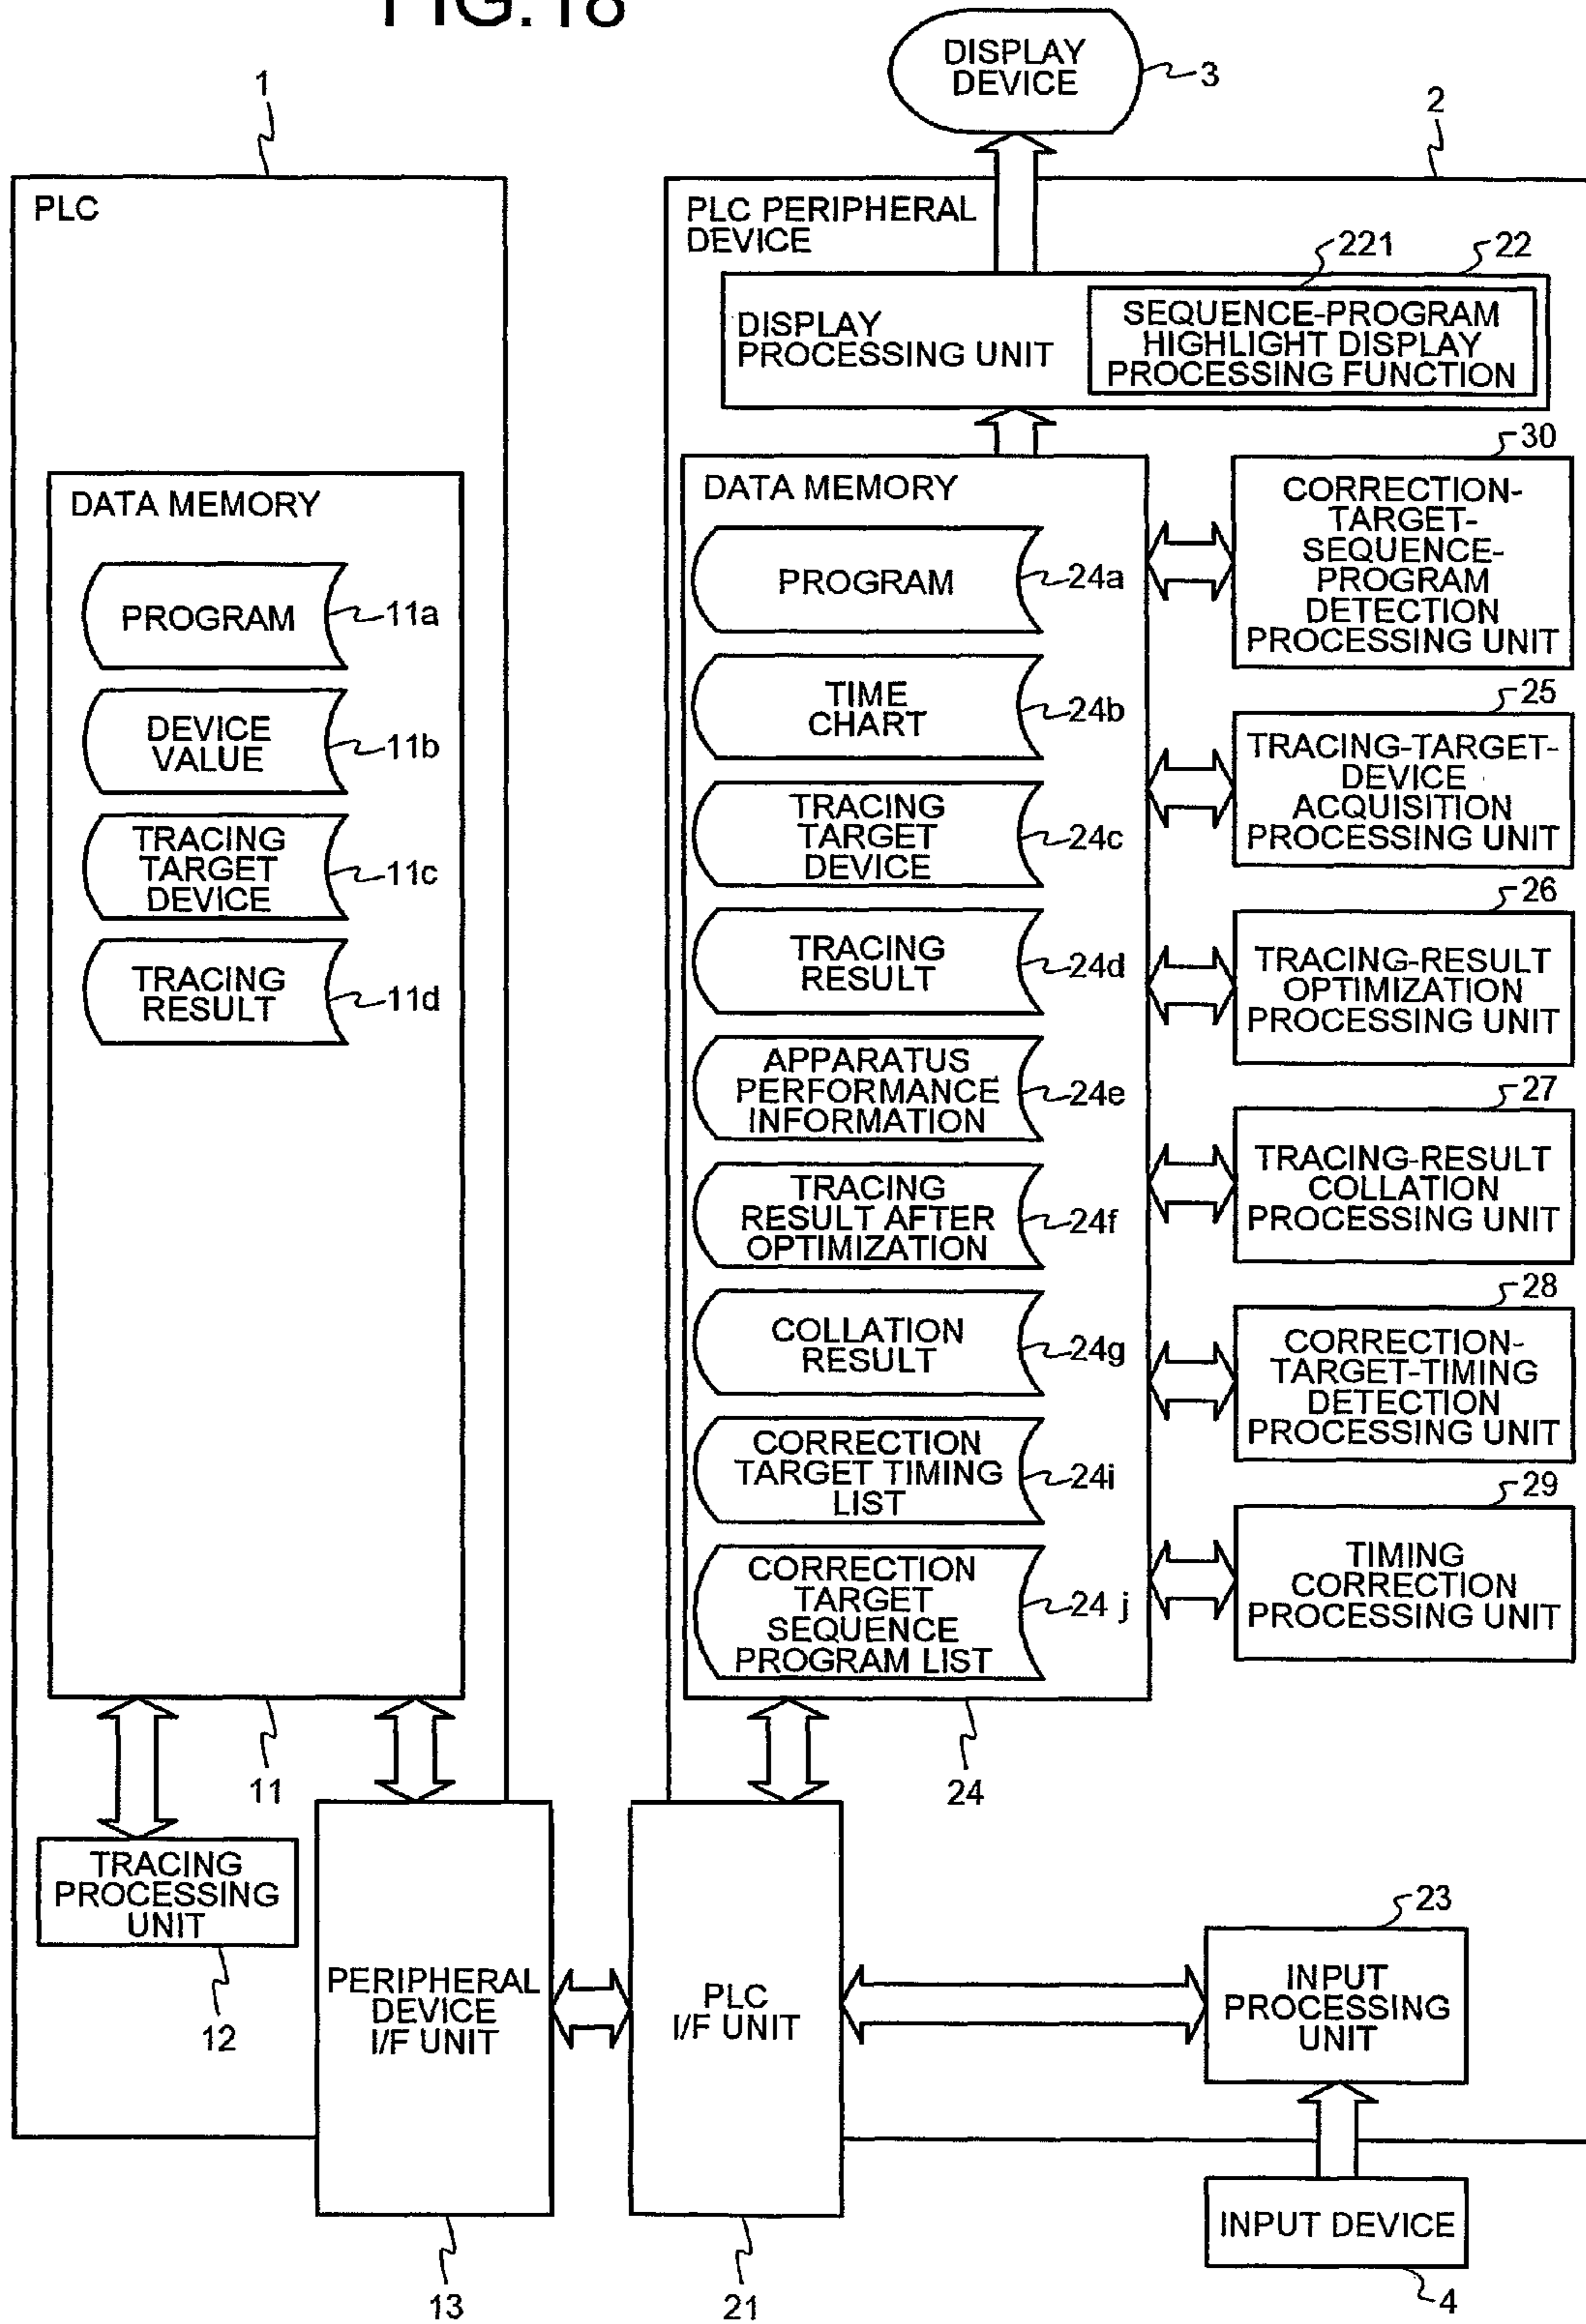 FIG.18
DISPLAY
DEVICE
3
1
2
PLC
PLC PERIPHERAL
DEVICE
221
22
DISPLAY
PROCESSING UNIT
SEQUENCE-PROGRAM
HIGHLIGHT DISPLAY
PROCESSING FUNCTION
DATA MEMORY
PROGRAM
11a
DEVICE
VALUE
11b
TRACING
TARGET
DEVICE
11c
TRACING
RESULT
11d
11
TRACING
PROCESSING
UNIT
12
PERIPHERAL
DEVICE
I/F UNIT
13
DATA MEMORY
PROGRAM
24a
TIME
CHART
24b
TRACING
TARGET
DEVICE
24c
TRACING
RESULT
24d
APPARATUS
PERFORMANCE
INFORMATION
24e
TRACING
RESULT AFTER
OPTIMIZATION
24f
COLLATION
RESULT
24g
CORRECTION
TARGET TIMING
LIST
24i
CORRECTION
TARGET
SEQUENCE
PROGRAM LIST
24 j
24
30
CORRECTION-
TARGET-
SEQUENCE-
PROGRAM
DETECTION
PROCESSING UNIT
25
TRACING-TARGET-
DEVICE
ACQUISITION
PROCESSING UNIT
26
TRACING-RESULT
OPTIMIZATION
PROCESSING UNIT
27
TRACING-RESULT
COLLATION
PROCESSING UNIT
28
CORRECTION-
TARGET-TIMING
DETECTION
PROCESSING UNIT
29
TIMING
CORRECTION
PROCESSING UNIT
PLC
I/F UNIT
21
23
INPUT
PROCESSING
UNIT
INPUT DEVICE
4